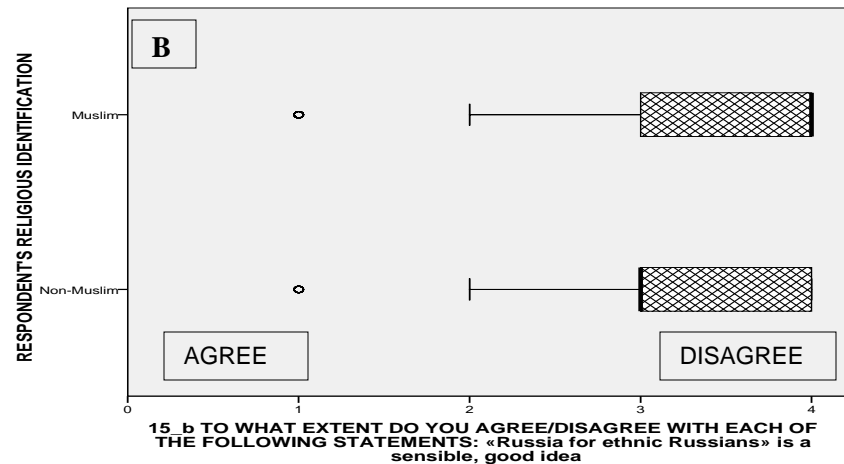 B
RESPONDENT'S RELIGIOUS IDENTIFICATION
Muslim
Non-Muslim
AGREE
DISAGREE
0 1 2 3 4
15_b TO WHAT EXTENT DO YOU AGREE/DISAGREE WITH EACH OF
THE FOLLOWING STATEMENTS: «Russia for ethnic Russians» is a
sensible, good idea